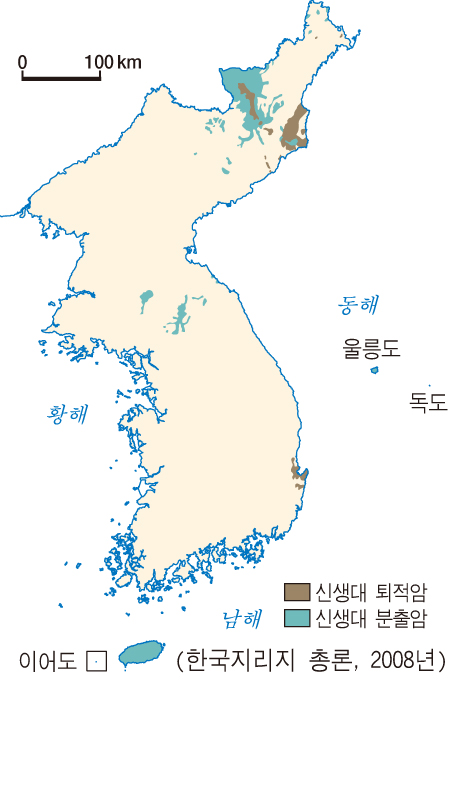 0 100 km
동해
울릉도
독도
황해
신생대 퇴적암
신생대 분출암
남해
이어도
(한국지리지 총론, 2008년)